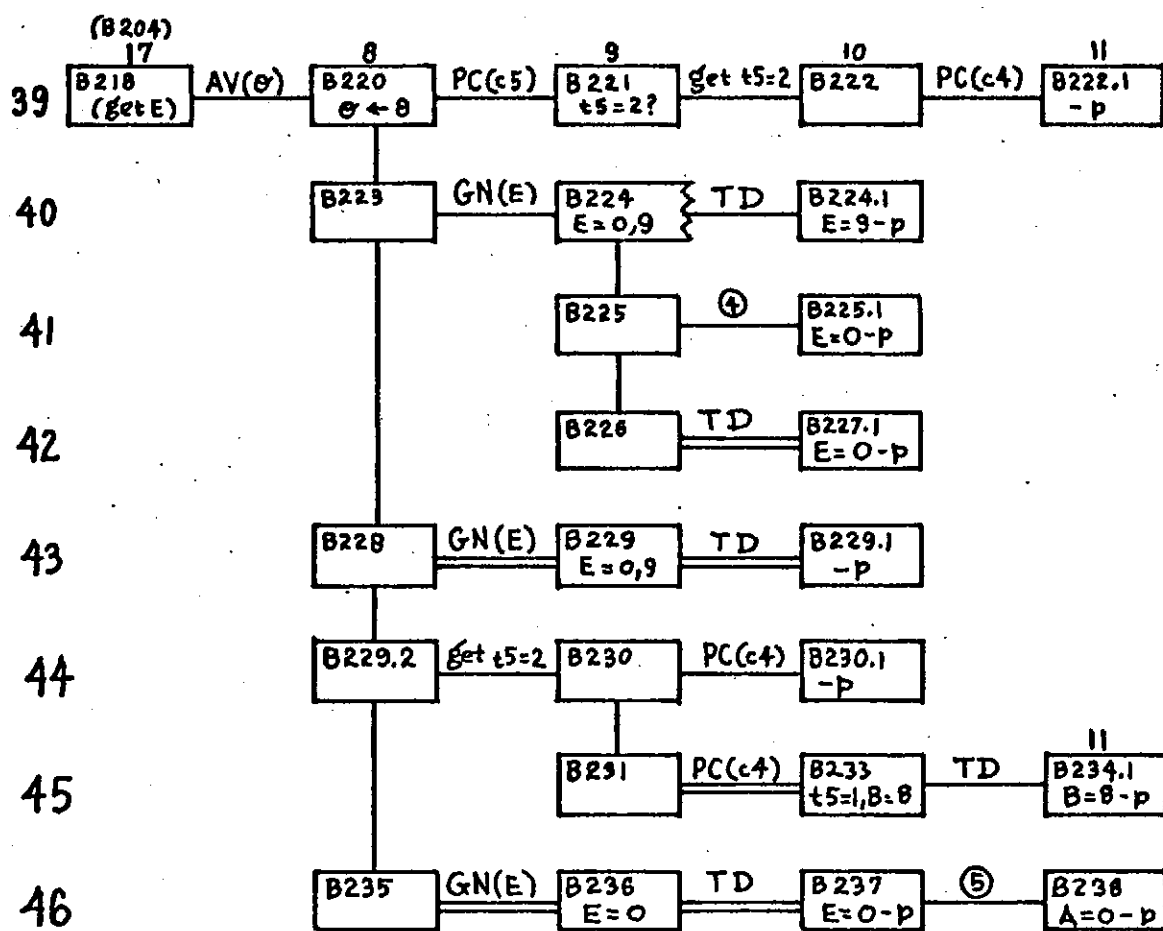 (B204)
17 8 9 10 11
39 B218 AV(σ) B220 PC(c5) B221 get t5=2 B222 PC(c4) B222.1
(get E) σ ← 8 t5=2? -p
40 B223 GN(E) B224 TD B224.1
E=0,9 E=9-p
41 B225 ④ B225.1
E=0-p
42 B226 TD B227.1
E=0-p
43 B228 GN(E) B229 TD B229.1
E=0,9 -p
44 B229.2 get t5=2 B230 PC(c4) B230.1
-p
11
45 B231 PC(c4) B233 TD B234.1
t5=1, B=8 B=8-p
46 B235 GN(E) B236 TD B237 ⑤ B238
E=0 E=0-p A=0-p